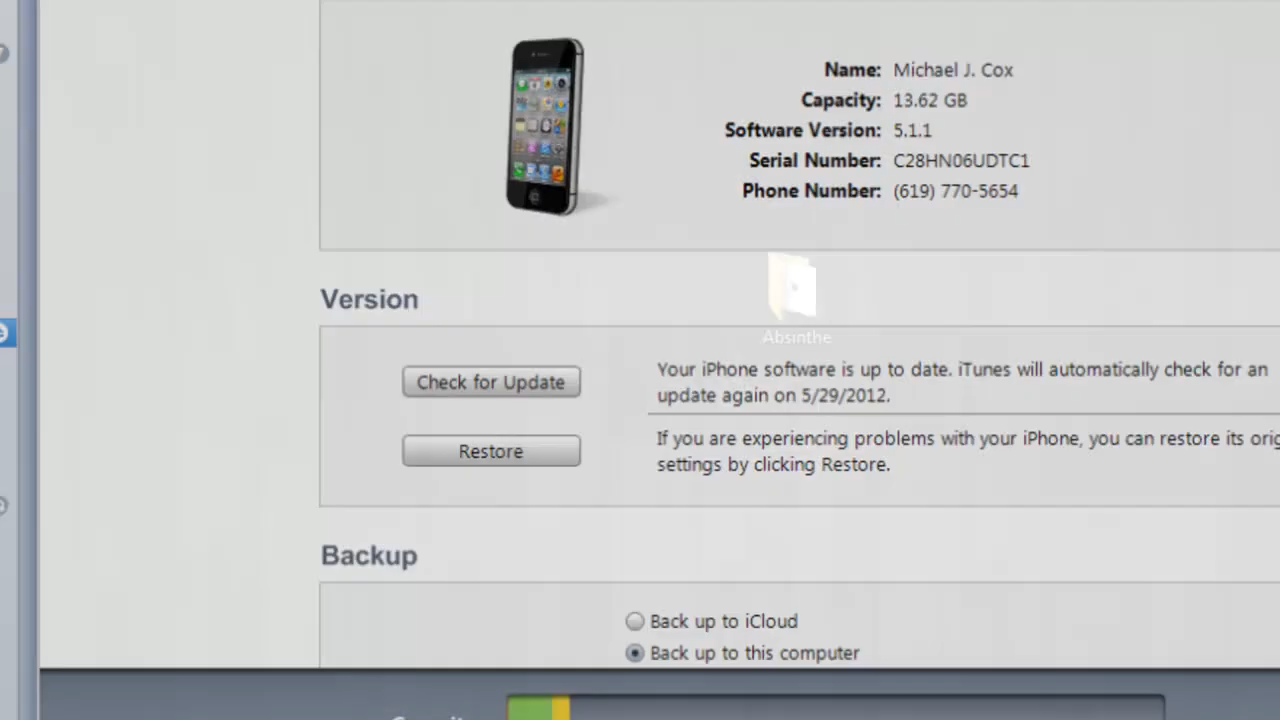 Name: Michael J. Cox
Capacity: 13.62 GB
Software Version: 5.1.1
Serial Number: C28HN06UDTC1
Phone Number: (619) 770-5654
Absinthe
Version
Check for Update
Your iPhone software is up to date. iTunes will automatically check for an
update again on 5/29/2012.
Restore
If you are experiencing problems with your iPhone, you can restore its
settings by clicking Restore.
Backup
Back up to iCloud
Back up to this computer